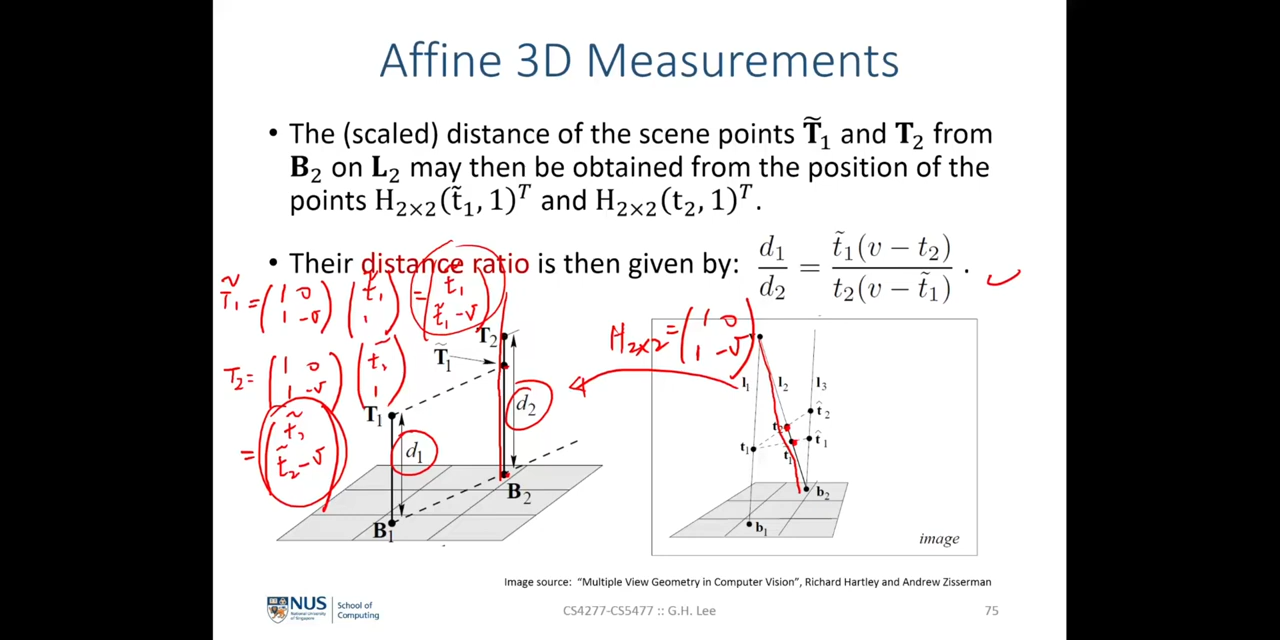 Affine 3D Measurements
• The (scaled) distance of the scene points T̃₁ and T₂ from
B₂ on L₂ may then be obtained from the position of the
points H₂ₓ₂(t̃₁, 1)ᵀ and H₂ₓ₂(t₂, 1)ᵀ.
• Their distance ratio is then given by: d₁/d₂ = t̃₁(v − t₂) / t₂(v − t̃₁) .
T̃₁ = (1 0; 1 -v) (t̃₁; 1) = (t̃₁; t̃₁-v)
T₂ = (1 0; 1 -v) (t̃₂; 1)
= (t̃₂; t̃₂-v)
H₂ₓ₂ = (1 0; 1 -v)
T₂
T̃₁
T₁
d₁
d₂
B₂
B₁
l₁ l₂ l₃
t₂ t̂₂
t₁ t̂₁
t̃₁
b₂
b₁
image
Image source: "Multiple View Geometry in Computer Vision", Richard Hartley and Andrew Zisserman
NUS
National University
of Singapore
School of
Computing
CS4277-CS5477 :: G.H. Lee
75